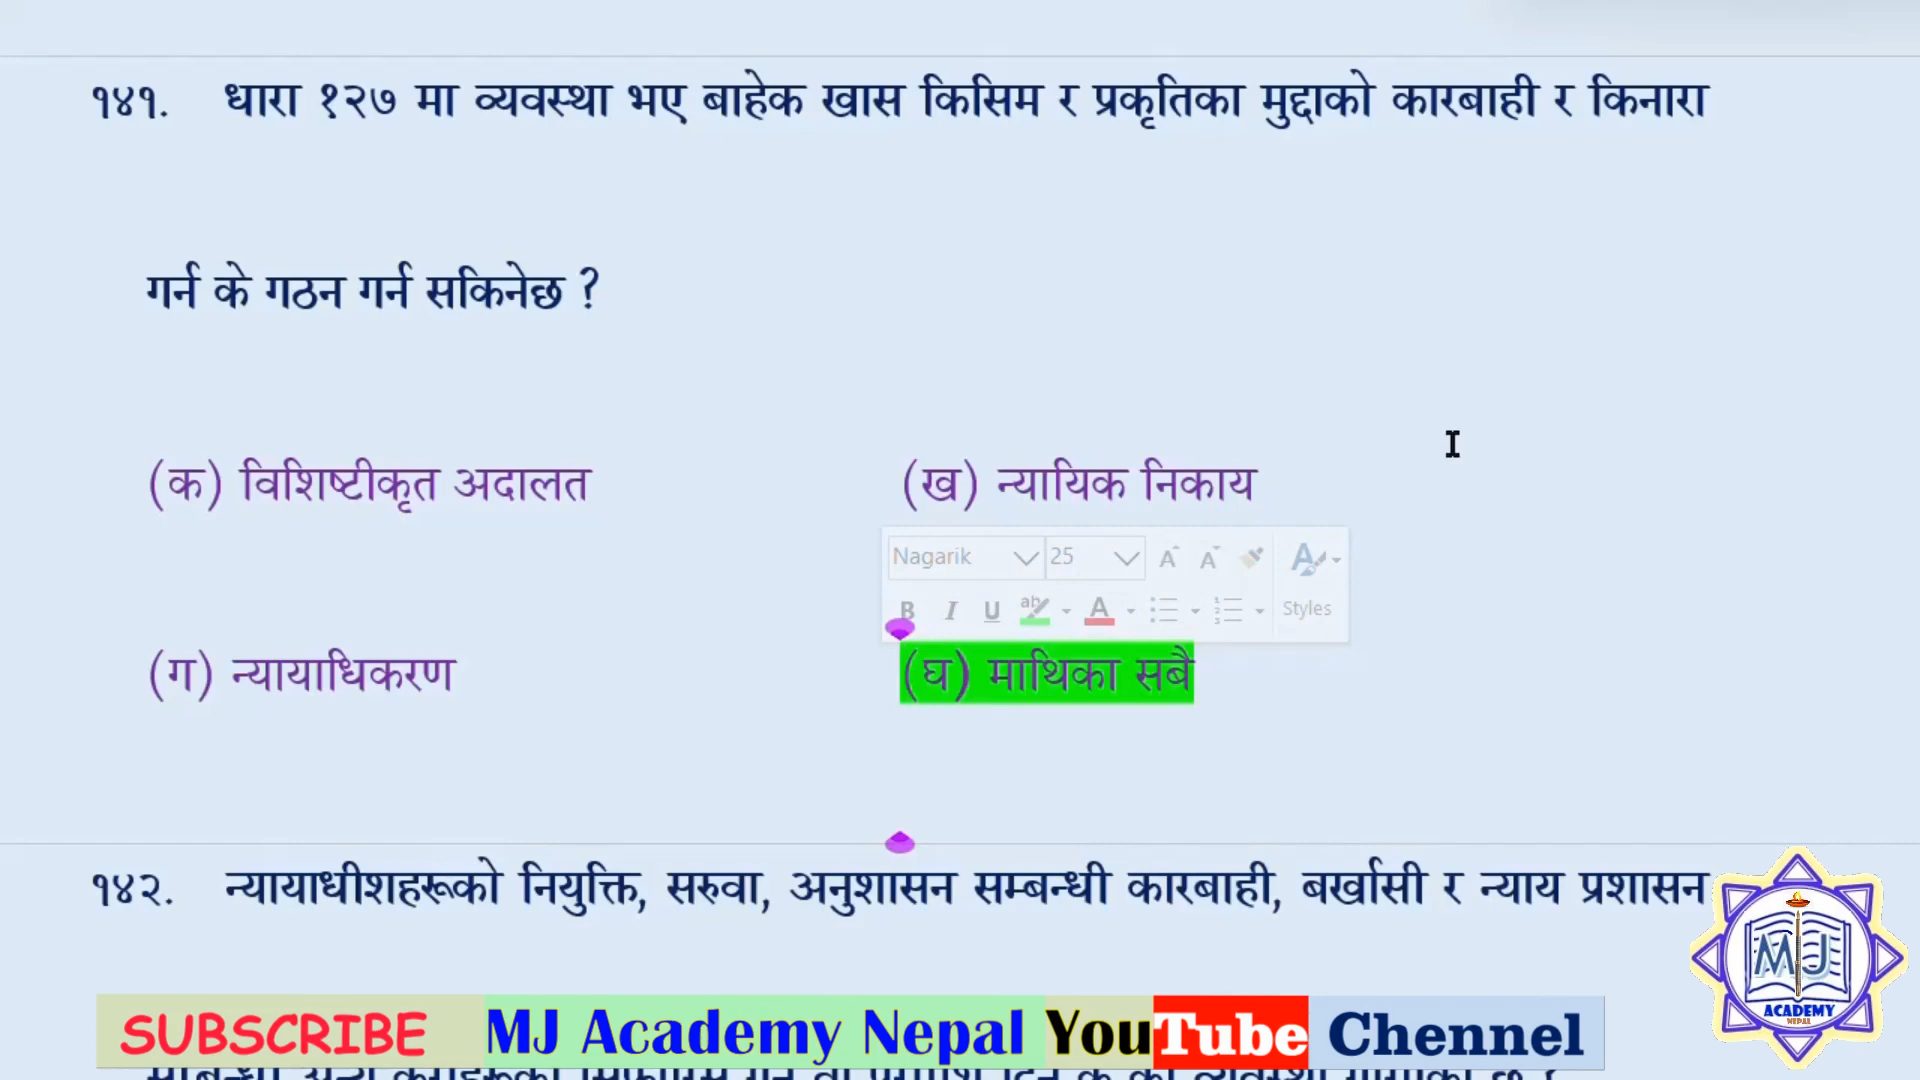 १४१. धारा १२७ मा व्यवस्था भए बाहेक खास किसिम र प्रकृतिका मुद्दाको कारबाही र किनारा
गर्न के गठन गर्न सकिनेछ ?
(क) विशिष्टीकृत अदालत (ख) न्यायिक निकाय
Nagarik 25
Styles
(ग) न्यायाधिकरण (घ) माथिका सबै
१४२. न्यायाधीशहरूको नियुक्ति, सरुवा, अनुशासन सम्बन्धी कारबाही, बर्खासी र न्याय प्रशासन
MJ
ACADEMY
NEPAL
SUBSCRIBE MJ Academy Nepal YouTube Chennel